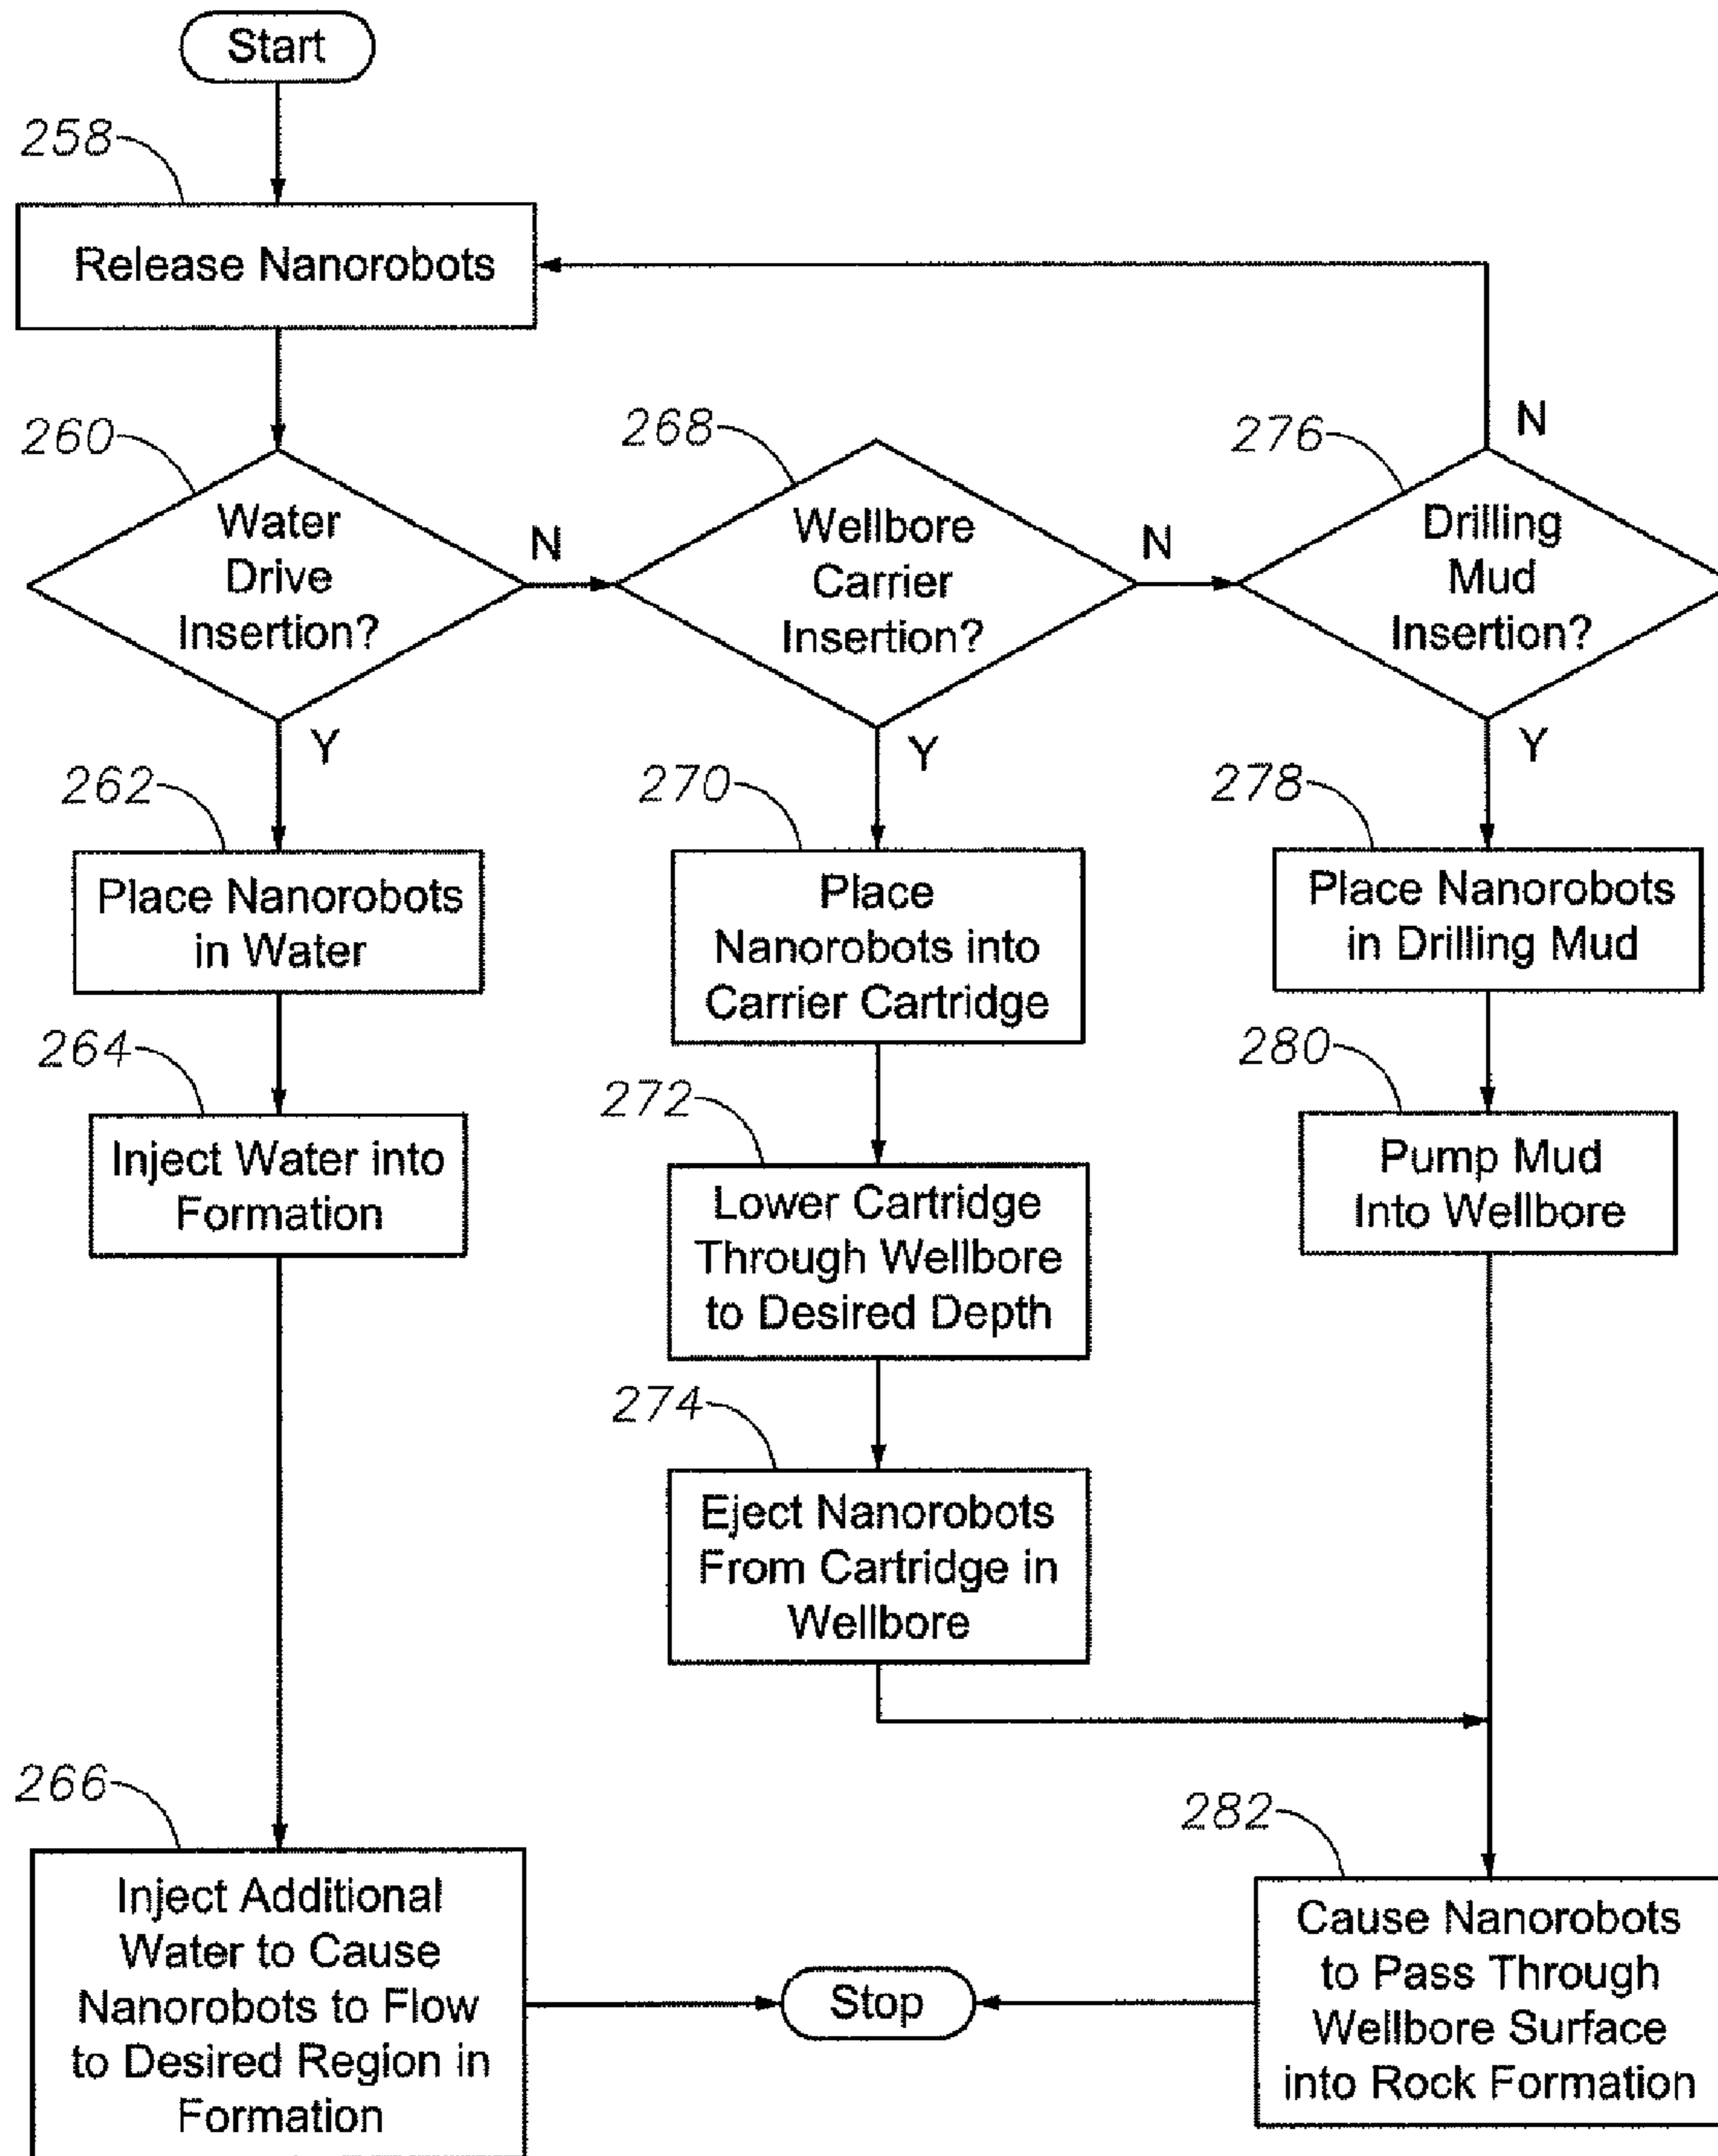 Start
258
Release Nanorobots
260
Water
Drive
Insertion?
N
Y
268
Wellbore
Carrier
Insertion?
N
Y
276
Drilling
Mud
Insertion?
N
Y
262
Place Nanorobots
in Water
264
Inject Water into
Formation
266
Inject Additional
Water to Cause
Nanorobots to Flow
to Desired Region in
Formation
270
Place
Nanorobots into
Carrier Cartridge
272
Lower Cartridge
Through Wellbore
to Desired Depth
274
Eject Nanorobots
From Cartridge in
Wellbore
278
Place Nanorobots
in Drilling Mud
280
Pump Mud
Into Wellbore
282
Cause Nanorobots
to Pass Through
Wellbore Surface
into Rock Formation
Stop